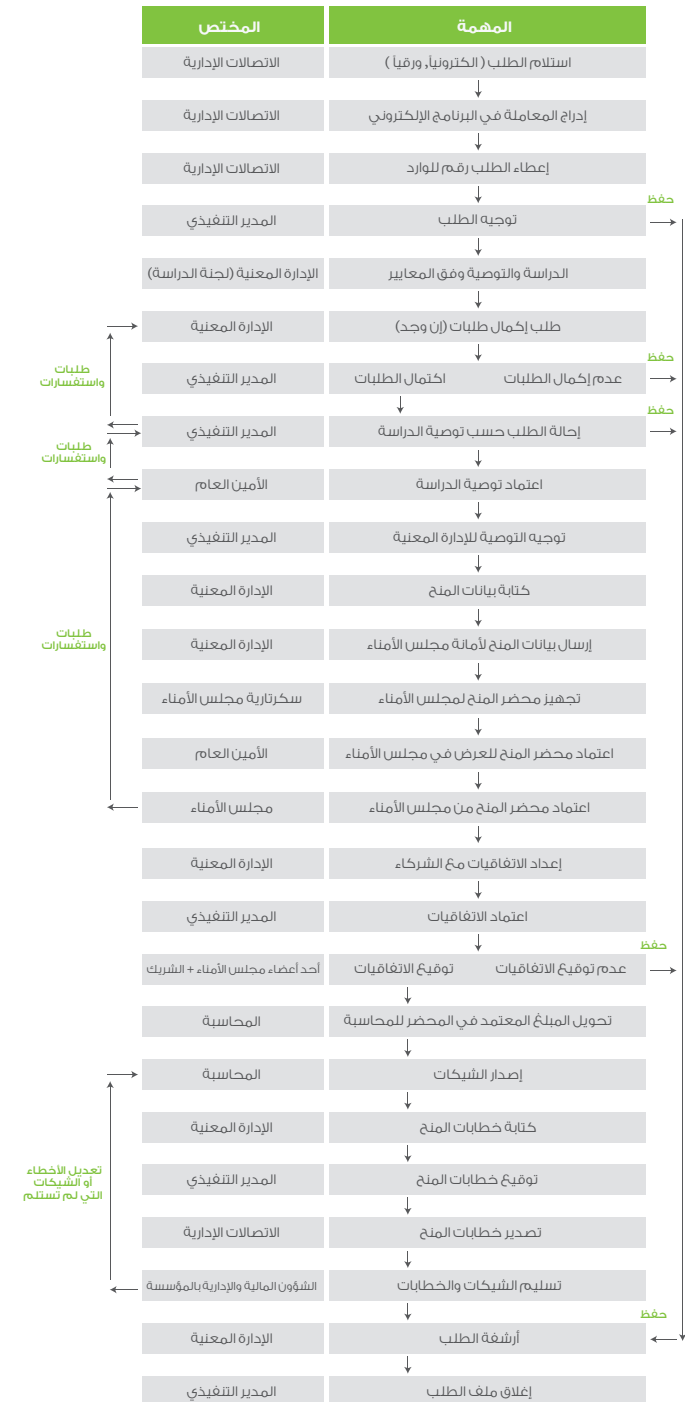 المهمة
المختص
استلام الطلب ( الكترونياً, ورقياً )
الاتصالات الإدارية
إدراج المعاملة في البرنامج الإلكتروني
الاتصالات الإدارية
إعطاء الطلب رقم للوارد
الاتصالات الإدارية
حفظ
توجيه الطلب
المدير التنفيذي
الدراسة والتوصية وفق المعايير
الإدارة المعنية (لجنة الدراسة)
طلب إكمال طلبات (إن وجد)
الإدارة المعنية
حفظ
عدم إكمال الطلبات
اكتمال الطلبات
المدير التنفيذي
طلبات
واستفسارات
حفظ
إحالة الطلب حسب توصية الدراسة
المدير التنفيذي
طلبات
واستفسارات
اعتماد توصية الدراسة
الأمين العام
توجيه التوصية للإدارة المعنية
المدير التنفيذي
كتابة بيانات المنح
الإدارة المعنية
إرسال بيانات المنح لأمانة مجلس الأمناء
الإدارة المعنية
طلبات
واستفسارات
تجهيز محضر المنح لمجلس الأمناء
سكرتارية مجلس الأمناء
اعتماد محضر المنح للعرض في مجلس الأمناء
الأمين العام
اعتماد محضر المنح من مجلس الأمناء
مجلس الأمناء
إعداد الاتفاقيات مع الشركاء
الإدارة المعنية
اعتماد الاتفاقيات
المدير التنفيذي
حفظ
عدم توقيع الاتفاقيات
توقيع الاتفاقيات
أحد أعضاء مجلس الأمناء + الشريك
تحويل المبلغ المعتمد في المحضر للمحاسبة
المحاسبة
إصدار الشيكات
المحاسبة
كتابة خطابات المنح
الإدارة المعنية
توقيع خطابات المنح
المدير التنفيذي
تعديل الأخطاء
أو الشيكات
التي لم تستلم
تصدير خطابات المنح
الاتصالات الإدارية
تسليم الشيكات والخطابات
الشؤون المالية والإدارية بالمؤسسة
حفظ
أرشفة الطلب
الإدارة المعنية
إغلاق ملف الطلب
المدير التنفيذي